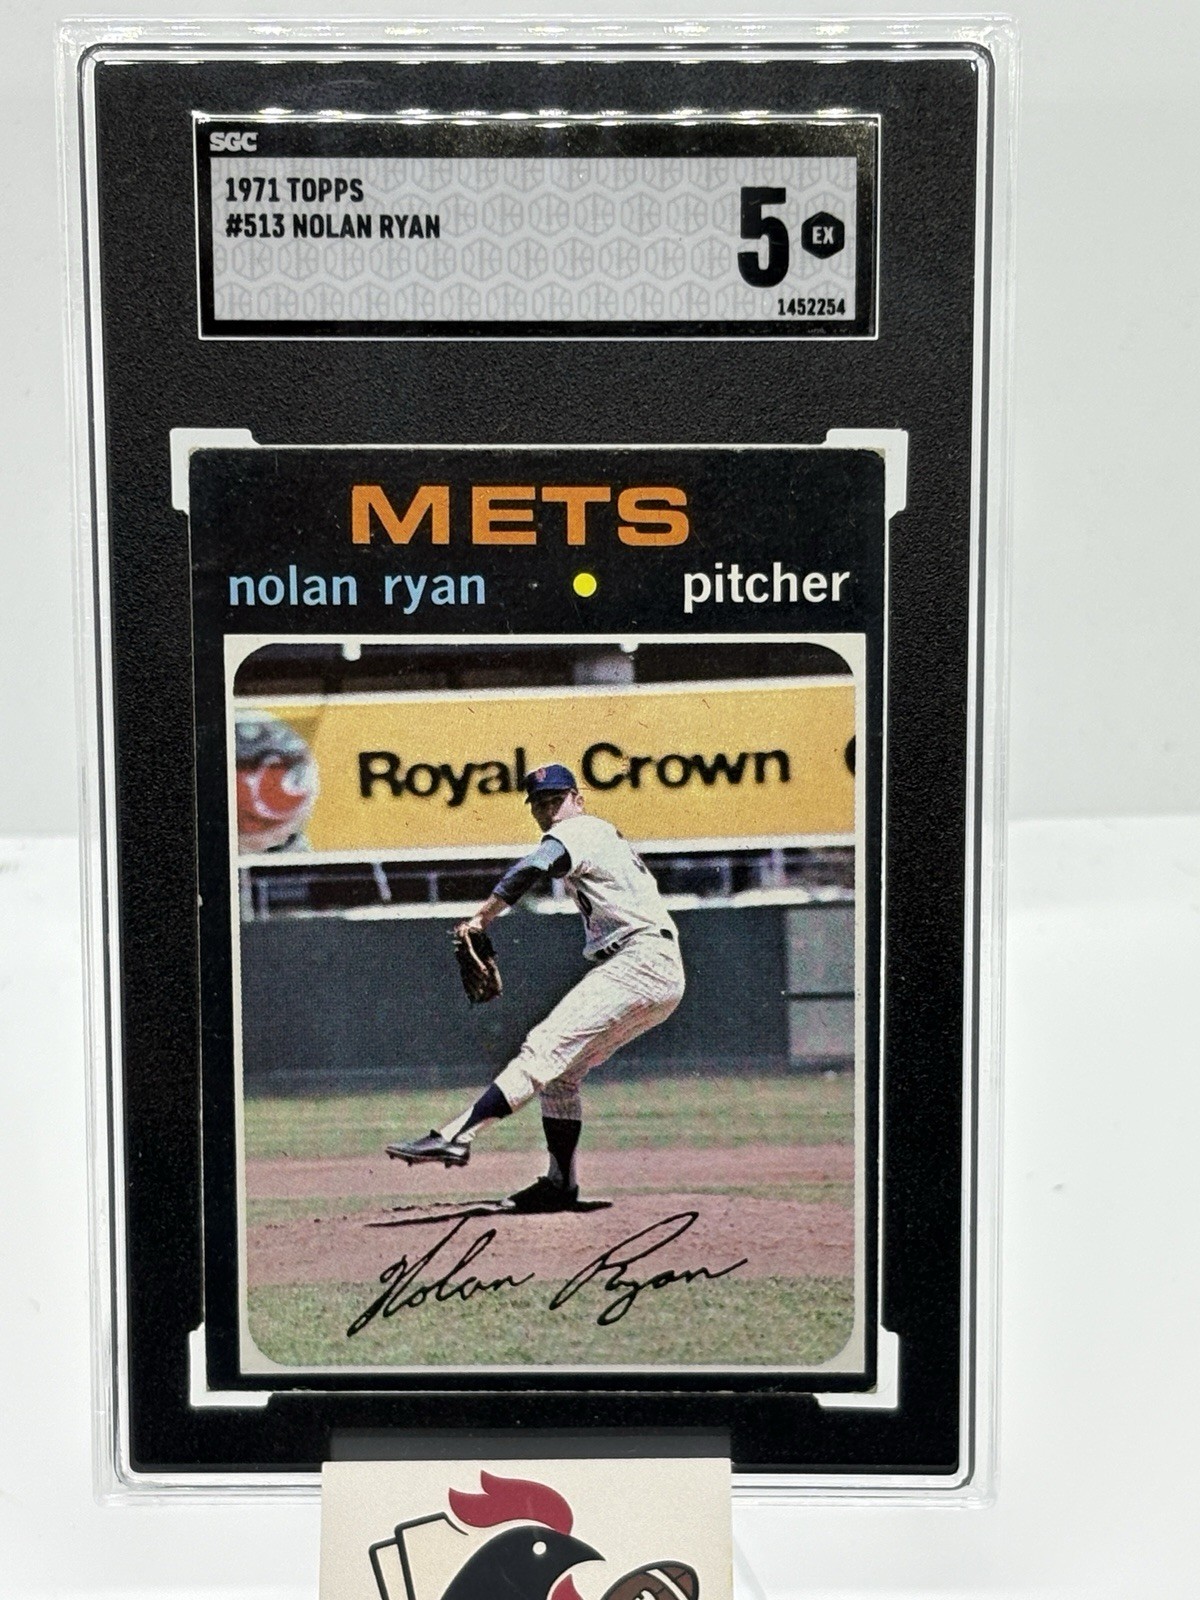 SGC
1971 TOPPS
#513 NOLAN RYAN
5 EX
1452254
METS
nolan ryan • pitcher
Royal Crown
Nolan Ryan